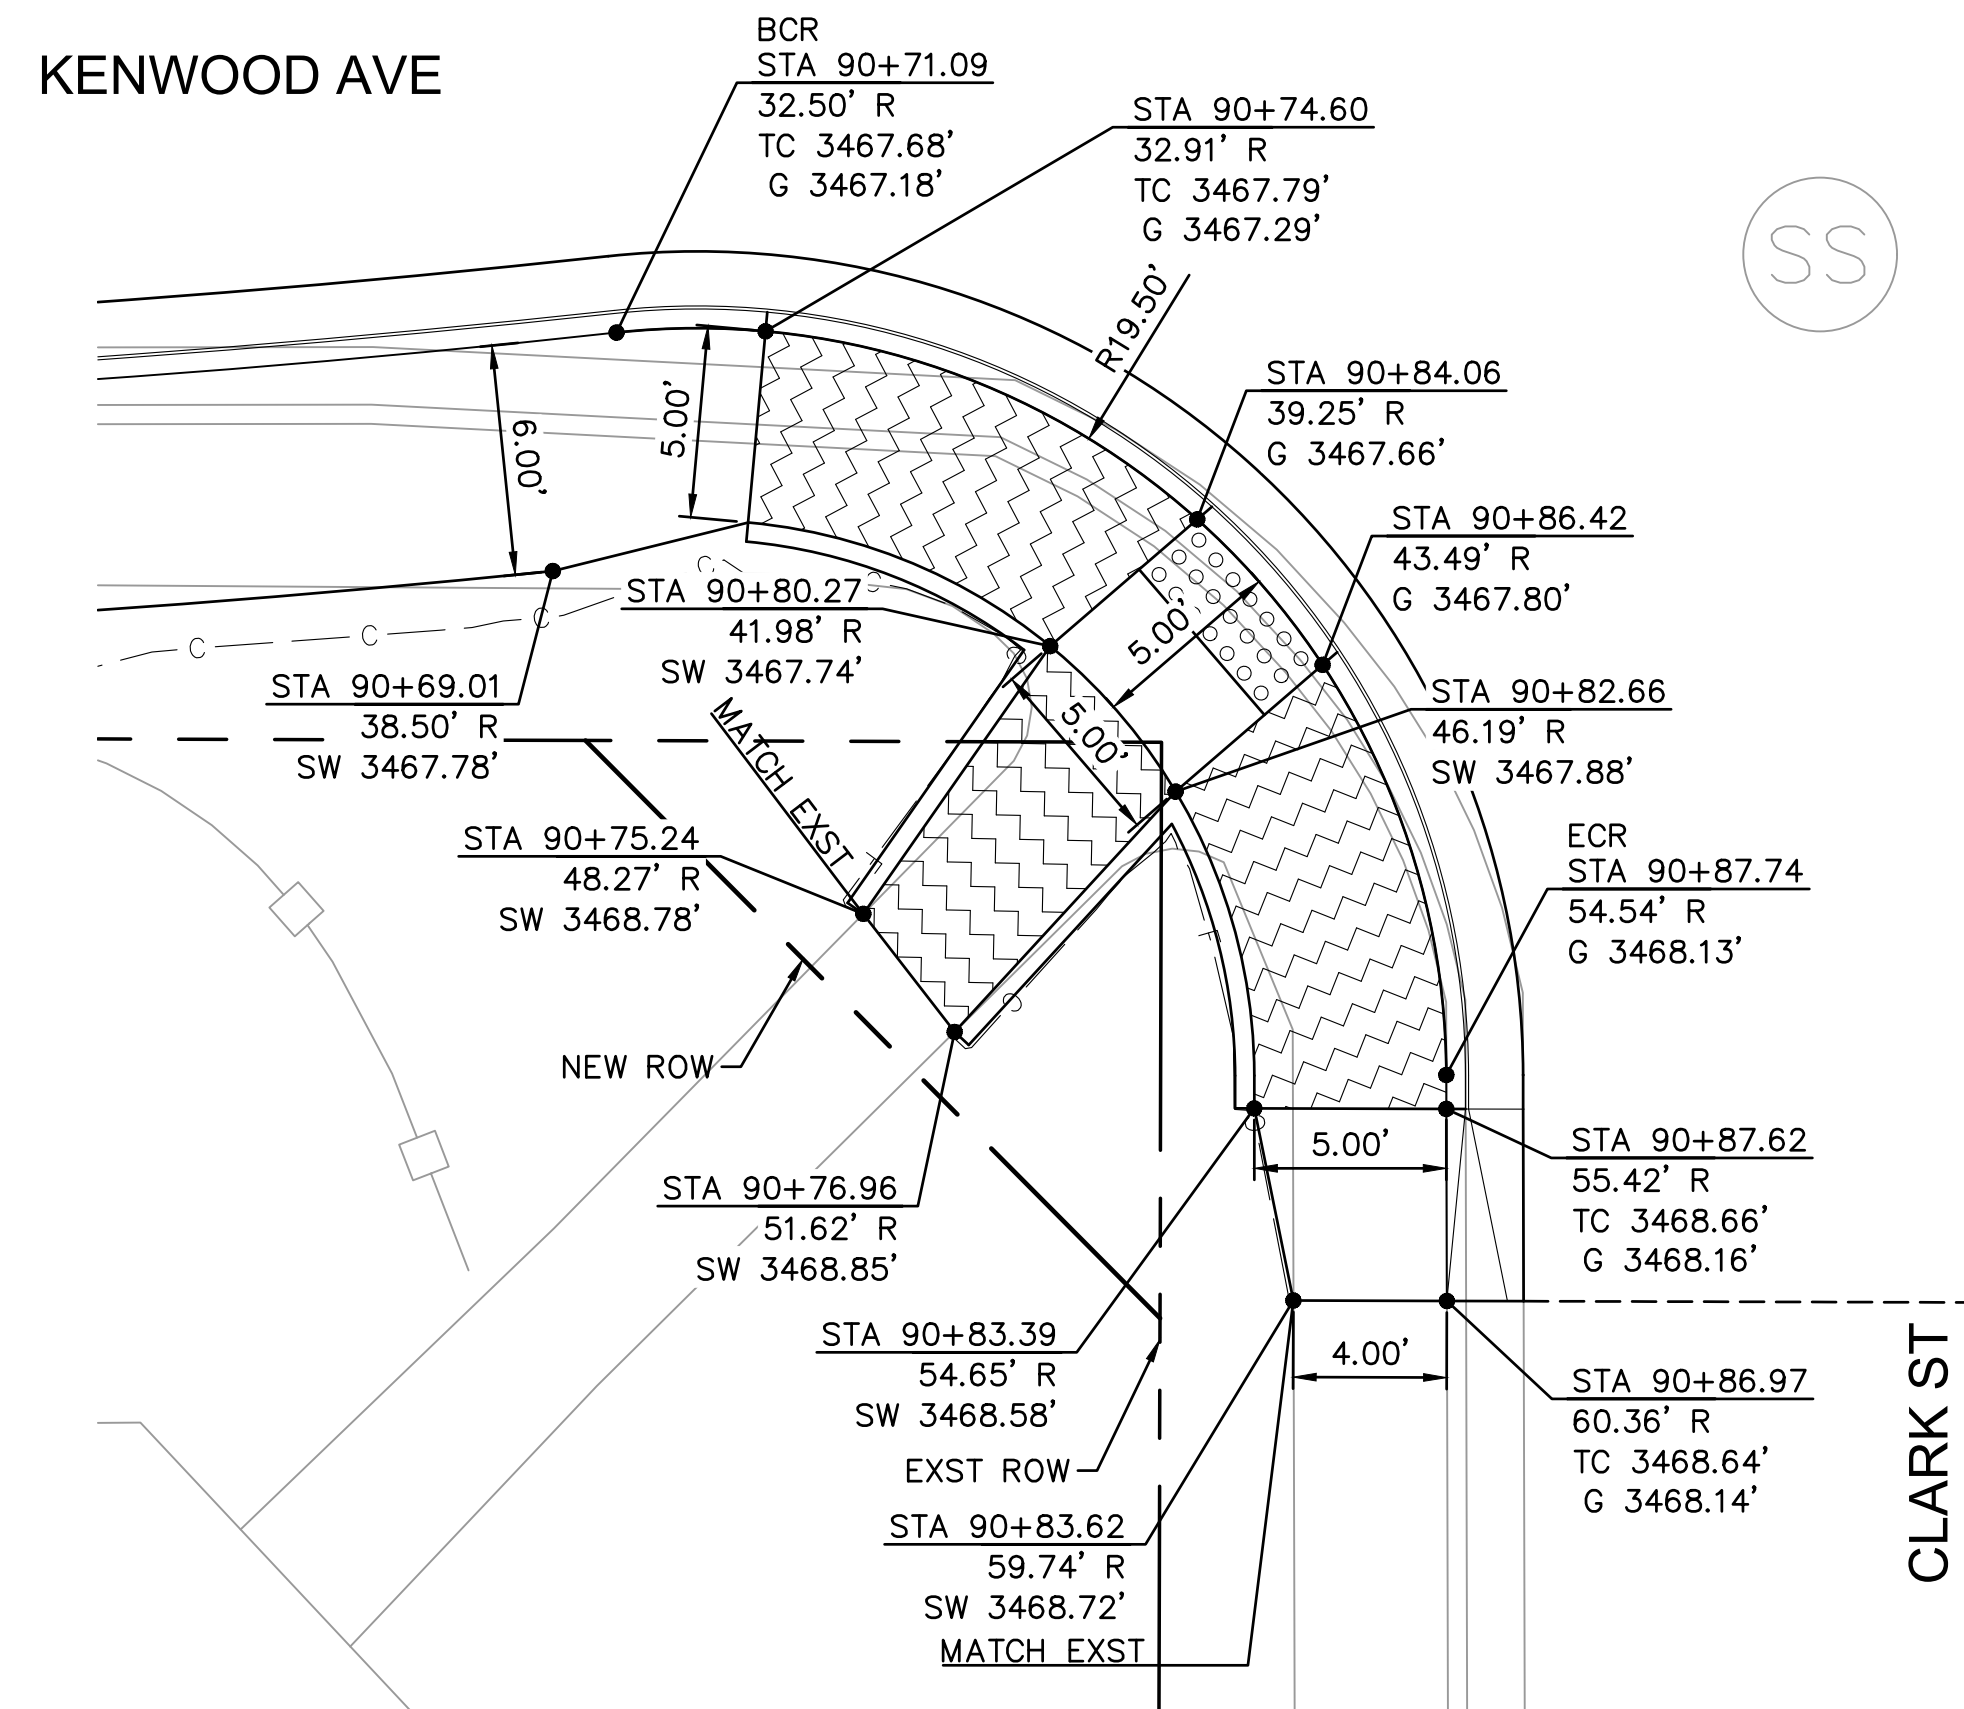 KENWOOD AVE
BCR
STA 90+71.09
32.50' R
TC 3467.68'
G 3467.18'
STA 90+74.60
32.91' R
TC 3467.79'
G 3467.29'
SS
R19.50'
STA 90+84.06
39.25' R
G 3467.66'
6.00'
5.00'
STA 90+86.42
43.49' R
G 3467.80'
C
C
C
C
C
STA 90+80.27
41.98' R
SW 3467.74'
5.00'
STA 90+69.01
38.50' R
SW 3467.78'
MATCH EXST
5.00'
STA 90+82.66
46.19' R
SW 3467.88'
STA 90+75.24
48.27' R
SW 3468.78'
ECR
STA 90+87.74
54.54' R
G 3468.13'
NEW ROW
STA 90+76.96
51.62' R
SW 3468.85'
5.00'
STA 90+87.62
55.42' R
TC 3468.66'
G 3468.16'
STA 90+83.39
54.65' R
SW 3468.58'
4.00'
EXST ROW
STA 90+86.97
60.36' R
TC 3468.64'
G 3468.14'
CLARK ST
STA 90+83.62
59.74' R
SW 3468.72'
MATCH EXST